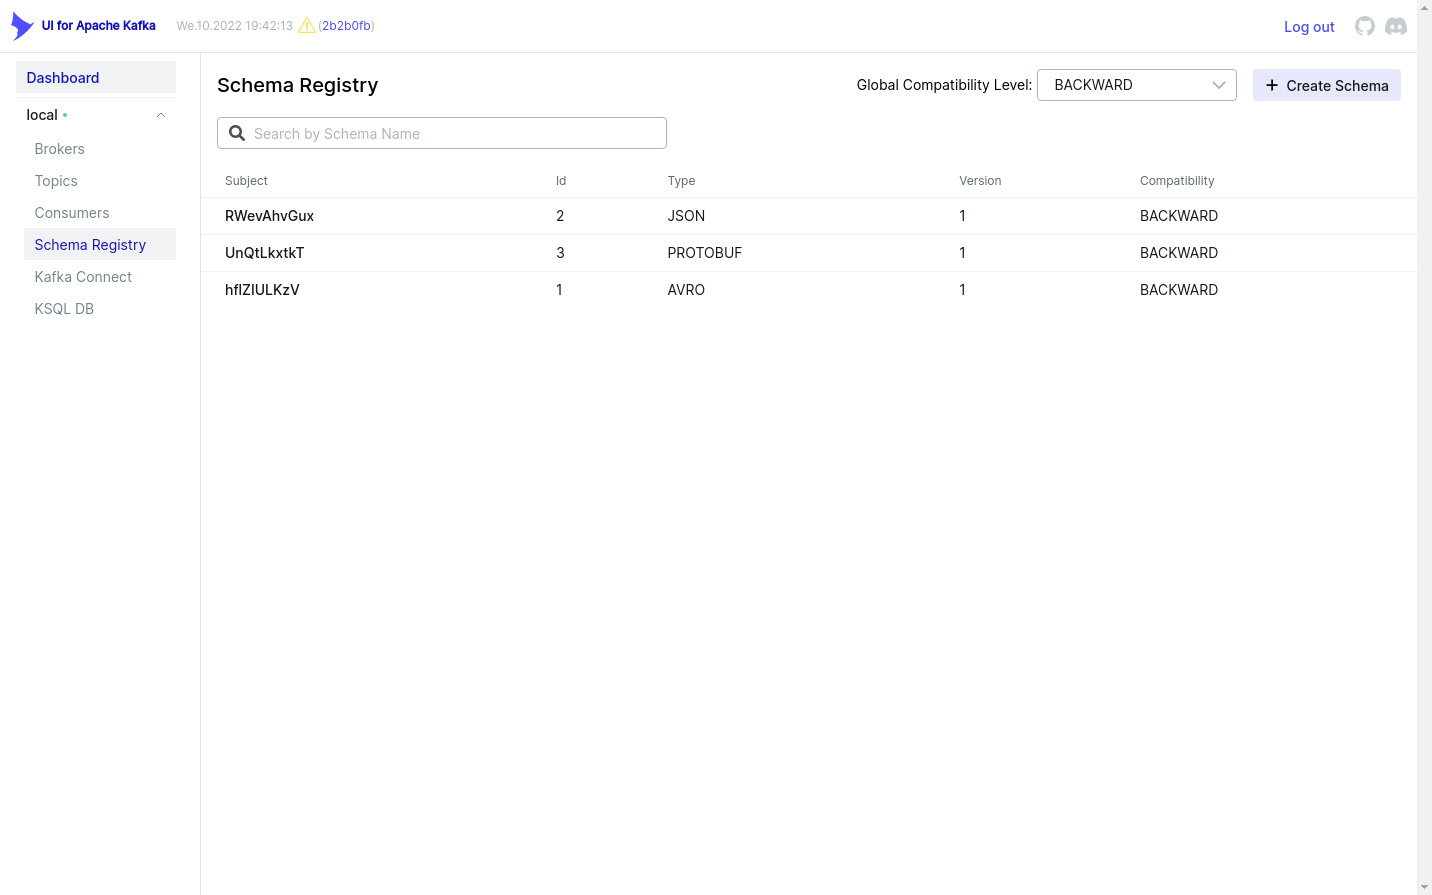 UI for Apache Kafka We.10.2022 19:42:13 (2b2b0fb) Log out
Dashboard
local
Brokers
Topics
Consumers
Schema Registry
Kafka Connect
KSQL DB
Schema Registry Global Compatibility Level: BACKWARD Create Schema
Search by Schema Name
Subject Id Type Version Compatibility
RWevAhvGux 2 JSON 1 BACKWARD
UnQtLkxtkT 3 PROTOBUF 1 BACKWARD
hfIZIULKzV 1 AVRO 1 BACKWARD